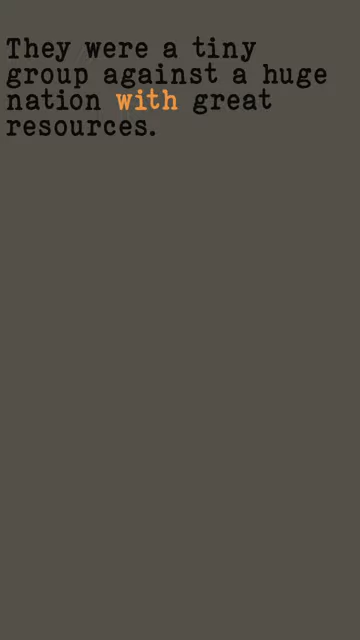 They were a tiny
group against a huge
nation with great
resources.